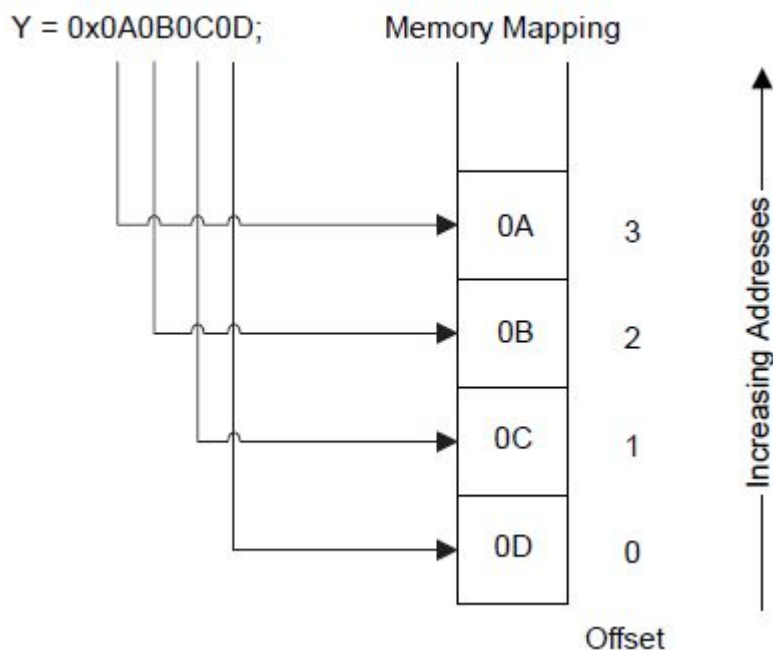 Y = 0x0A0B0C0D; Memory Mapping
0A 3
0B 2
0C 1
0D 0
Offset
Increasing Addresses